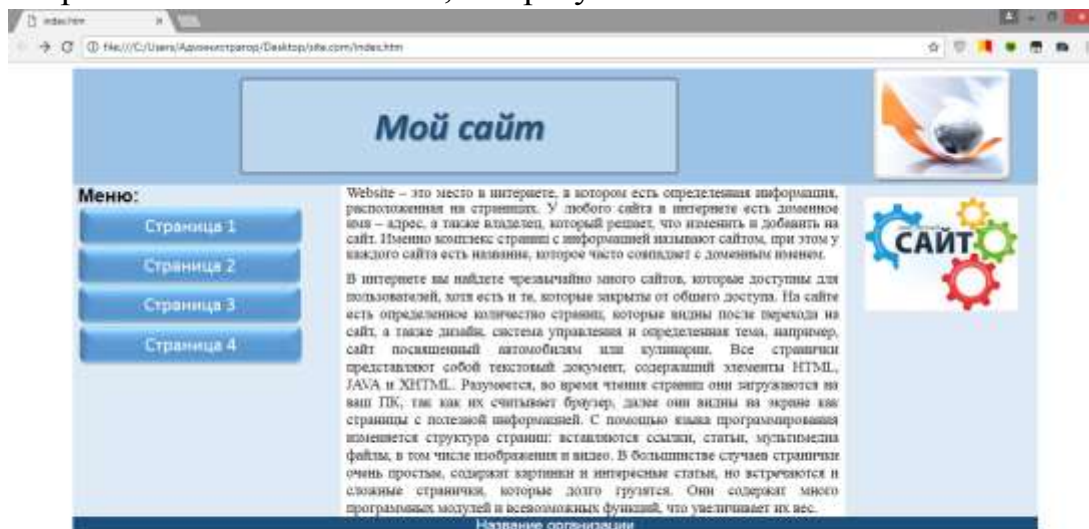 index.htm
file:///C:/Users/Администратор/Desktop/site.com/index.htm
Мой сайт
Меню:
Страница 1
Страница 2
Страница 3
Страница 4
Website – это место в интернете, в котором есть определенная информация,
расположенная на страницах. У любого сайта в интернете есть доменное
имя – адрес, а также владелец, который решает, что изменить и добавить на
сайт. Именно комплекс страниц с информацией называют сайтом, при этом у
каждого сайта есть название, которое часто совпадает с доменным именем.
В интернете вы найдете чрезвычайно много сайтов, которые доступны для
пользователей, хотя есть и те, которые закрыты от общего доступа. На сайте
есть определенное количество страниц, которые видны после перехода на
сайт, а также дизайн, система управления и определенная тема, например,
сайт посвященный автомобилям или кулинарии. Все странички
представляют собой текстовый документ, содержащий элементы HTML,
JAVA и XHTML. Разумеется, во время чтения страниц они загружаются на
ваш ПК, так как их считывает браузер, далее они видны на экране как
страницы с полезной информацией. С помощью языка программирования
изменяется структура страниц: вставляются ссылки, статьи, мультимедиа
файлы, в том числе изображения и видео. В большинстве случаев странички
очень простые, содержат картинки и интересные статьи, но встречаются и
сложные странички, которые долго грузятся. Они содержат много
программных модулей и всевозможных функций, что увеличивает их вес.
САЙТ
Название организации